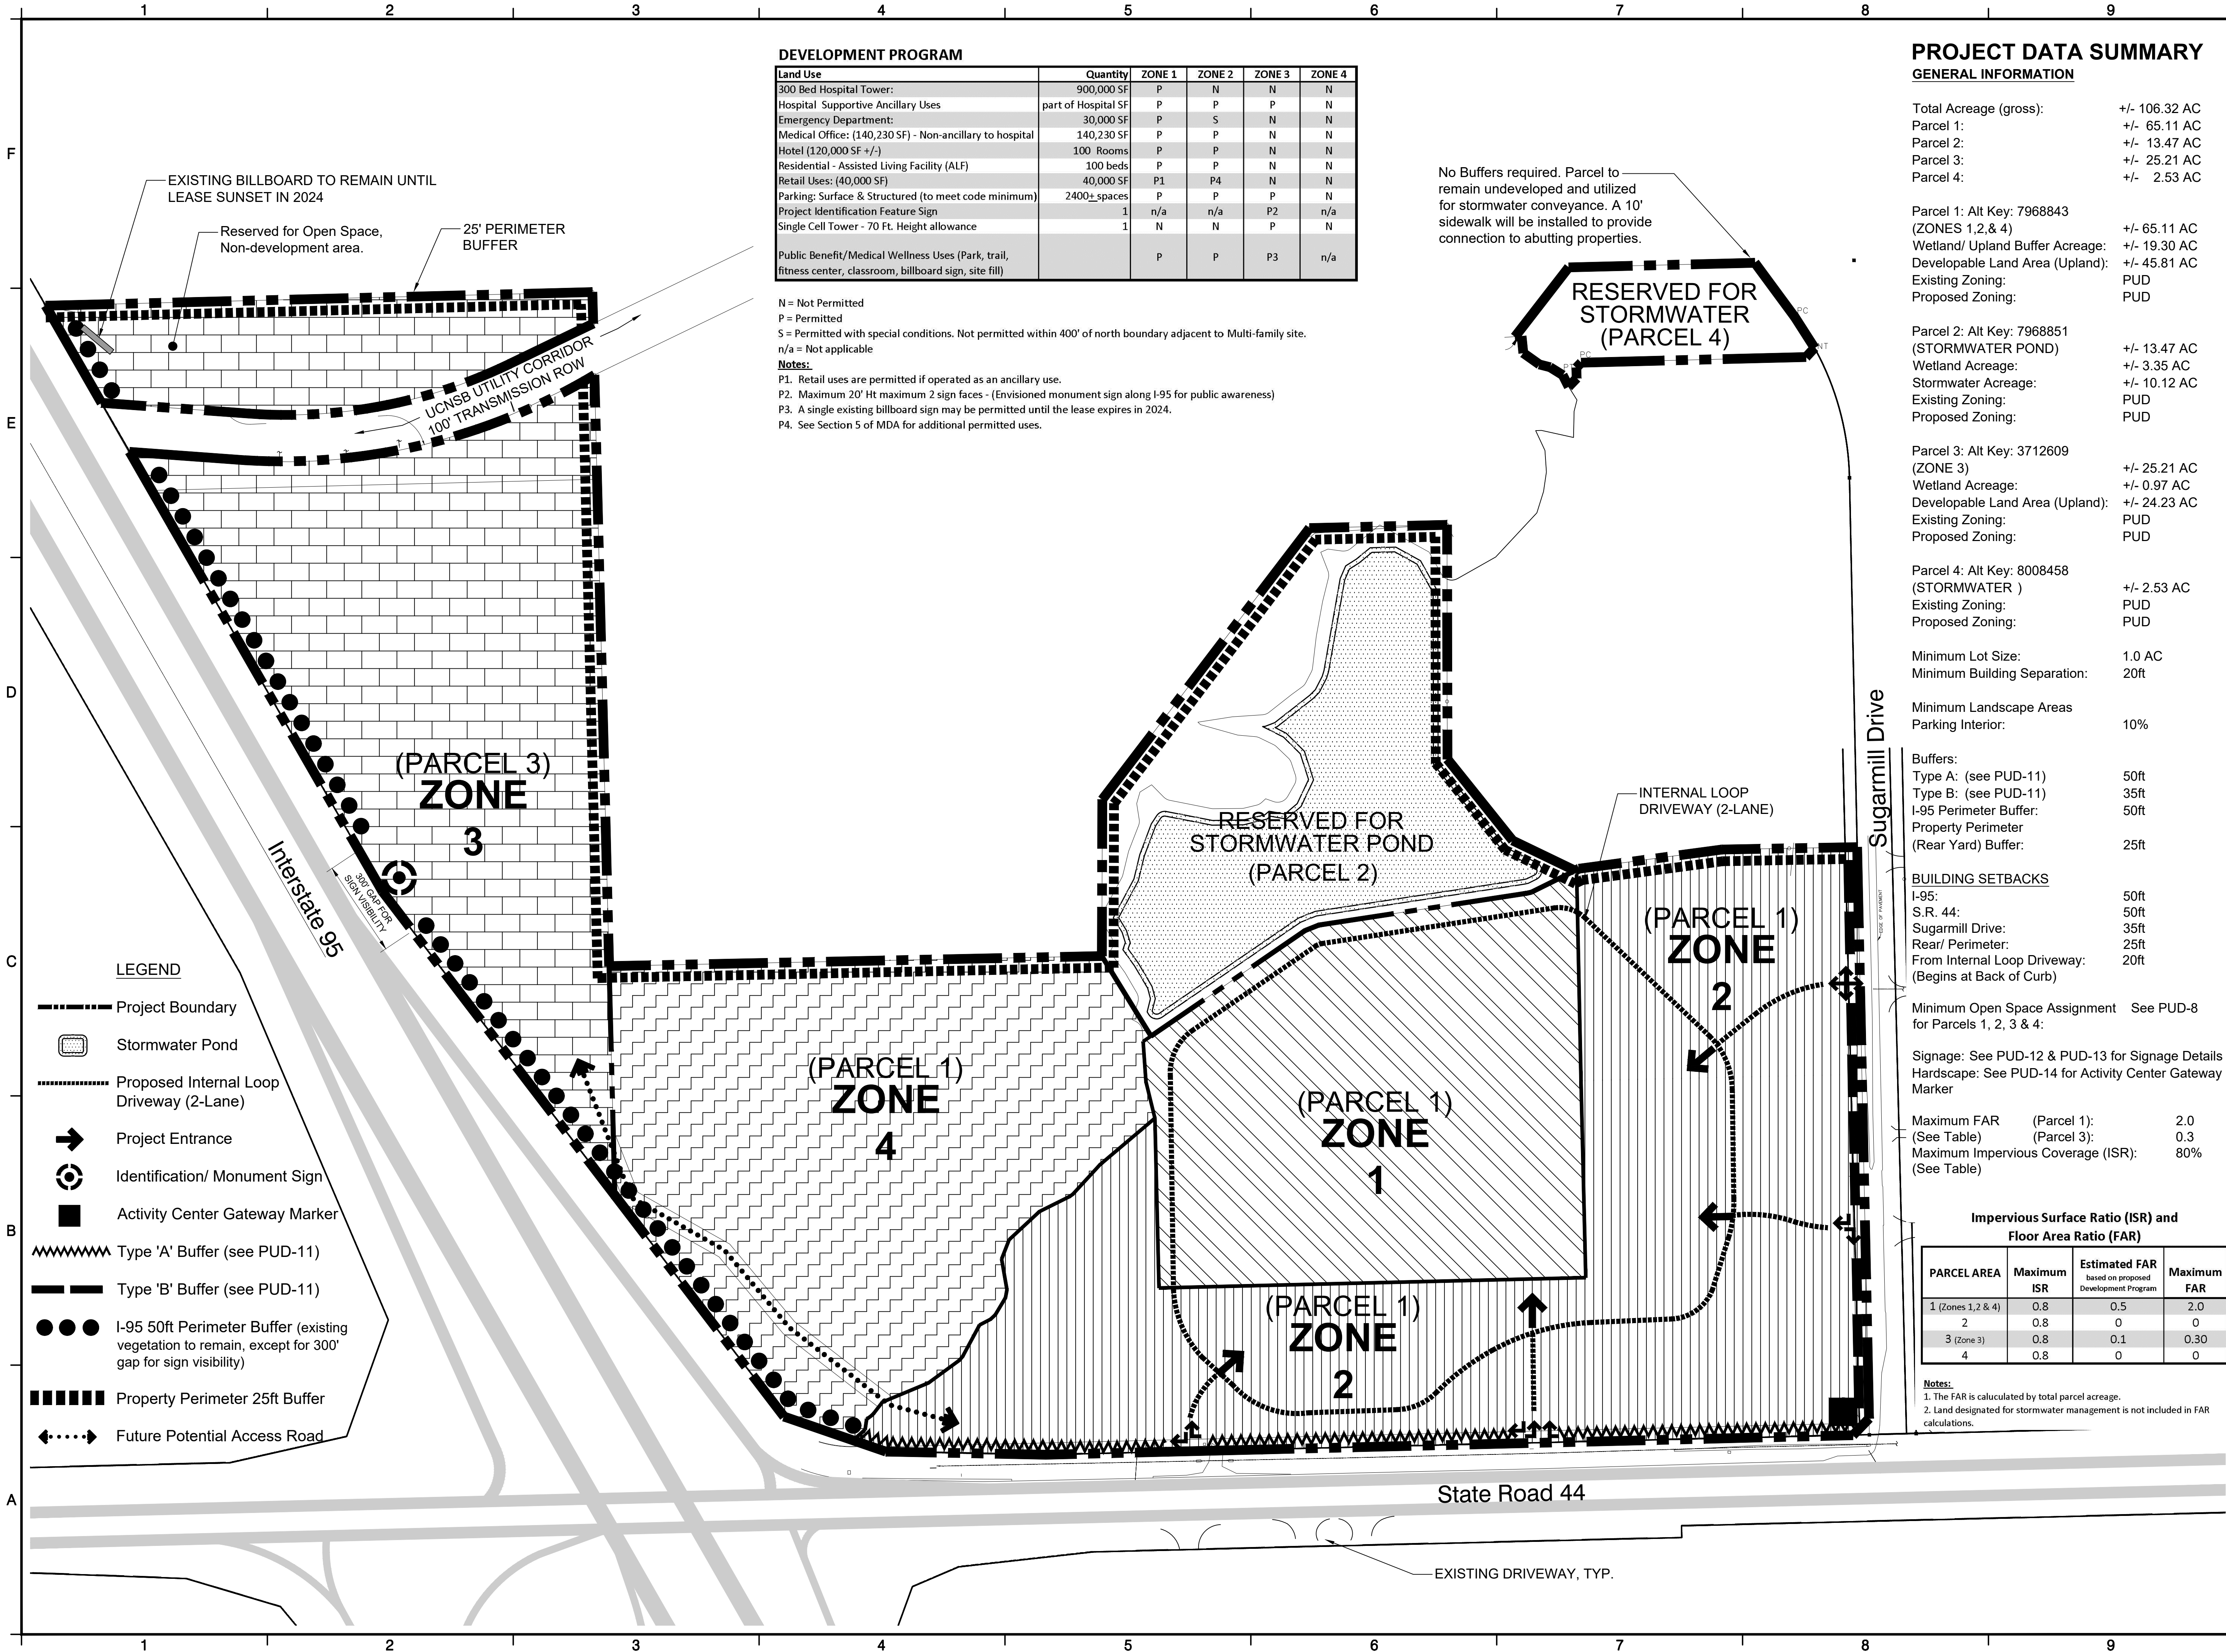 1 2 3 4 5 6 7 8 9
F
E
D
C
B
A
DEVELOPMENT PROGRAM
Land Use Quantity ZONE 1 ZONE 2 ZONE 3 ZONE 4
300 Bed Hospital Tower: 900,000 SF P N N N
Hospital Supportive Ancillary Uses part of Hospital SF P P P N
Emergency Department: 30,000 SF P S N N
Medical Office: (140,230 SF) - Non-ancillary to hospital 140,230 SF P P N N
Hotel (120,000 SF +/-) 100 Rooms P P N N
Residential - Assisted Living Facility (ALF) 100 beds P P N N
Retail Uses: (40,000 SF) 40,000 SF P1 P4 N N
Parking: Surface & Structured (to meet code minimum) 2400+ spaces P P P N
Project Identification Feature Sign 1 n/a n/a P2 n/a
Single Cell Tower - 70 Ft. Height allowance 1 N N P N
Public Benefit/Medical Wellness Uses (Park, trail, P P P3 n/a
fitness center, classroom, billboard sign, site fill)
N = Not Permitted
P = Permitted
S = Permitted with special conditions. Not permitted within 400' of north boundary adjacent to Multi-family site.
n/a = Not applicable
Notes:
P1. Retail uses are permitted if operated as an ancillary use.
P2. Maximum 20' Ht maximum 2 sign faces - (Envisioned monument sign along I-95 for public awareness)
P3. A single existing billboard sign may be permitted until the lease expires in 2024.
P4. See Section 5 of MDA for additional permitted uses.
EXISTING BILLBOARD TO REMAIN UNTIL
LEASE SUNSET IN 2024
Reserved for Open Space,
Non-development area.
25' PERIMETER
BUFFER
UCNSB UTILITY CORRIDOR
100' TRANSMISSION ROW
No Buffers required. Parcel to
remain undeveloped and utilized
for stormwater conveyance. A 10'
sidewalk will be installed to provide
connection to abutting properties.
RESERVED FOR
STORMWATER
(PARCEL 4)
PC
NT
PC
(PARCEL 3)
ZONE
3
Interstate 95
300' GAP FOR
SIGN VISIBILITY
RESERVED FOR
STORMWATER POND
(PARCEL 2)
INTERNAL LOOP
DRIVEWAY (2-LANE)
Sugarmill Drive
EDGE OF PAVEMENT
(PARCEL 1)
ZONE
2
(PARCEL 1)
ZONE
4
(PARCEL 1)
ZONE
1
(PARCEL 1)
ZONE
2
State Road 44
EXISTING DRIVEWAY, TYP.
LEGEND
Project Boundary
Stormwater Pond
Proposed Internal Loop
Driveway (2-Lane)
Project Entrance
Identification/ Monument Sign
Activity Center Gateway Marker
Type 'A' Buffer (see PUD-11)
Type 'B' Buffer (see PUD-11)
I-95 50ft Perimeter Buffer (existing
vegetation to remain, except for 300'
gap for sign visibility)
Property Perimeter 25ft Buffer
Future Potential Access Road
PROJECT DATA SUMMARY
GENERAL INFORMATION
Total Acreage (gross): +/- 106.32 AC
Parcel 1: +/- 65.11 AC
Parcel 2: +/- 13.47 AC
Parcel 3: +/- 25.21 AC
Parcel 4: +/- 2.53 AC
Parcel 1: Alt Key: 7968843
(ZONES 1,2,& 4) +/- 65.11 AC
Wetland/ Upland Buffer Acreage: +/- 19.30 AC
Developable Land Area (Upland): +/- 45.81 AC
Existing Zoning: PUD
Proposed Zoning: PUD
Parcel 2: Alt Key: 7968851
(STORMWATER POND) +/- 13.47 AC
Wetland Acreage: +/- 3.35 AC
Stormwater Acreage: +/- 10.12 AC
Existing Zoning: PUD
Proposed Zoning: PUD
Parcel 3: Alt Key: 3712609
(ZONE 3) +/- 25.21 AC
Wetland Acreage: +/- 0.97 AC
Developable Land Area (Upland): +/- 24.23 AC
Existing Zoning: PUD
Proposed Zoning: PUD
Parcel 4: Alt Key: 8008458
(STORMWATER ) +/- 2.53 AC
Existing Zoning: PUD
Proposed Zoning: PUD
Minimum Lot Size: 1.0 AC
Minimum Building Separation: 20ft
Minimum Landscape Areas
Parking Interior: 10%
Buffers:
Type A: (see PUD-11) 50ft
Type B: (see PUD-11) 35ft
I-95 Perimeter Buffer: 50ft
Property Perimeter
(Rear Yard) Buffer: 25ft
BUILDING SETBACKS
I-95: 50ft
S.R. 44: 50ft
Sugarmill Drive: 35ft
Rear/ Perimeter: 25ft
From Internal Loop Driveway: 20ft
(Begins at Back of Curb)
Minimum Open Space Assignment See PUD-8
for Parcels 1, 2, 3 & 4:
Signage: See PUD-12 & PUD-13 for Signage Details
Hardscape: See PUD-14 for Activity Center Gateway
Marker
Maximum FAR (Parcel 1): 2.0
(See Table) (Parcel 3): 0.3
Maximum Impervious Coverage (ISR): 80%
(See Table)
Impervious Surface Ratio (ISR) and
Floor Area Ratio (FAR)
PARCEL AREA Maximum ISR Estimated FAR based on proposed Development Program Maximum FAR
1 (Zones 1,2 & 4) 0.8 0.5 2.0
2 0.8 0 0
3 (Zone 3) 0.8 0.1 0.30
4 0.8 0 0
Notes:
1. The FAR is caluculated by total parcel acreage.
2. Land designated for stormwater management is not included in FAR
calculations.
1 2 3 4 5 6 7 8 9